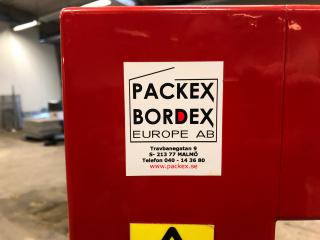 PACKEX
BORDEX
EUROPE AB
Travbanegatan 9
S- 213 77 MALMÖ
Telefon 040 - 14 36 80
www.packex.se